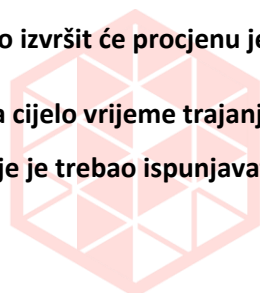 o izvršit će procjenu je
a cijelo vrijeme trajanj
je je trebao ispunjava